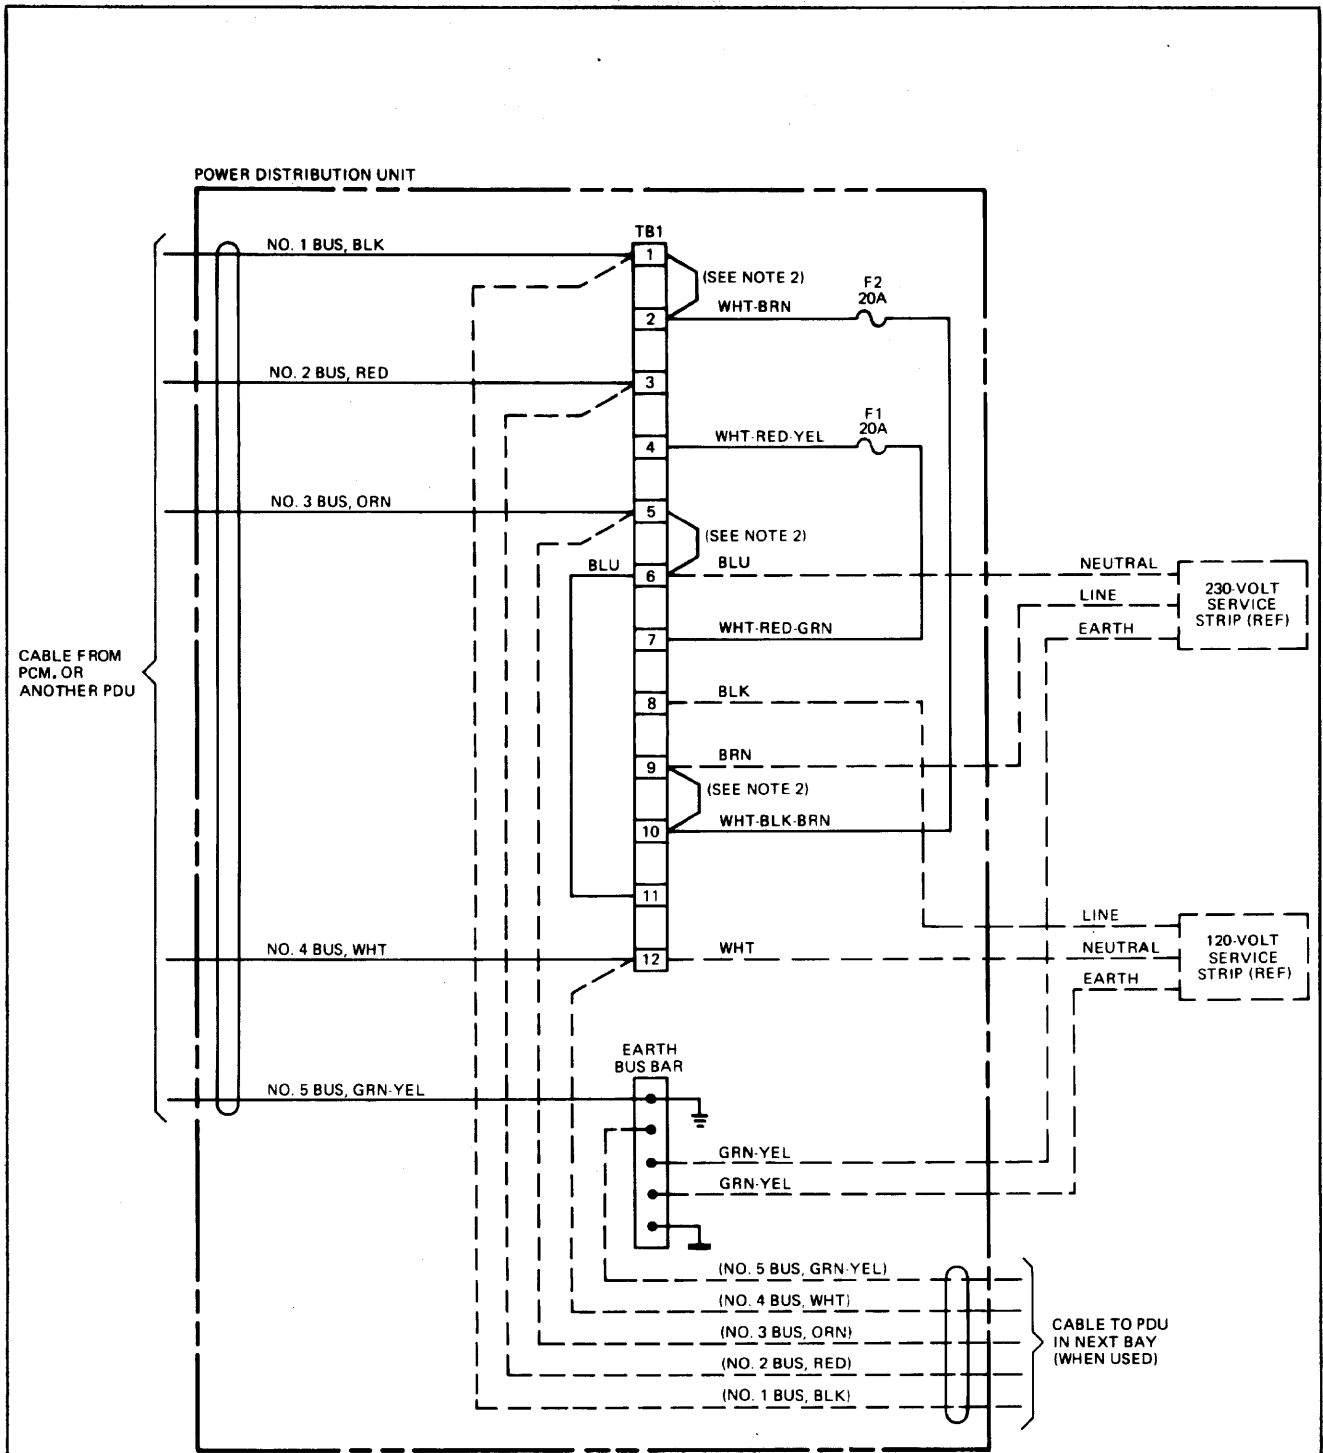 POWER DISTRIBUTION UNIT
TB1
NO. 1 BUS, BLK
1
(SEE NOTE 2)
F2
20A
WHT-BRN
2
NO. 2 BUS, RED
3
F1
20A
WHT-RED-YEL
4
NO. 3 BUS, ORN
5
(SEE NOTE 2)
BLU
6
BLU
NEUTRAL
LINE
EARTH
230-VOLT
SERVICE
STRIP (REF)
WHT-RED-GRN
7
CABLE FROM
PCM, OR
ANOTHER PDU
BLK
8
BRN
9
(SEE NOTE 2)
WHT-BLK-BRN
10
11
NO. 4 BUS, WHT
WHT
12
LINE
NEUTRAL
EARTH
120-VOLT
SERVICE
STRIP (REF)
EARTH
BUS BAR
NO. 5 BUS, GRN-YEL
GRN-YEL
GRN-YEL
(NO. 5 BUS, GRN-YEL)
(NO. 4 BUS, WHT)
(NO. 3 BUS, ORN)
(NO. 2 BUS, RED)
(NO. 1 BUS, BLK)
CABLE TO PDU
IN NEXT BAY
(WHEN USED)